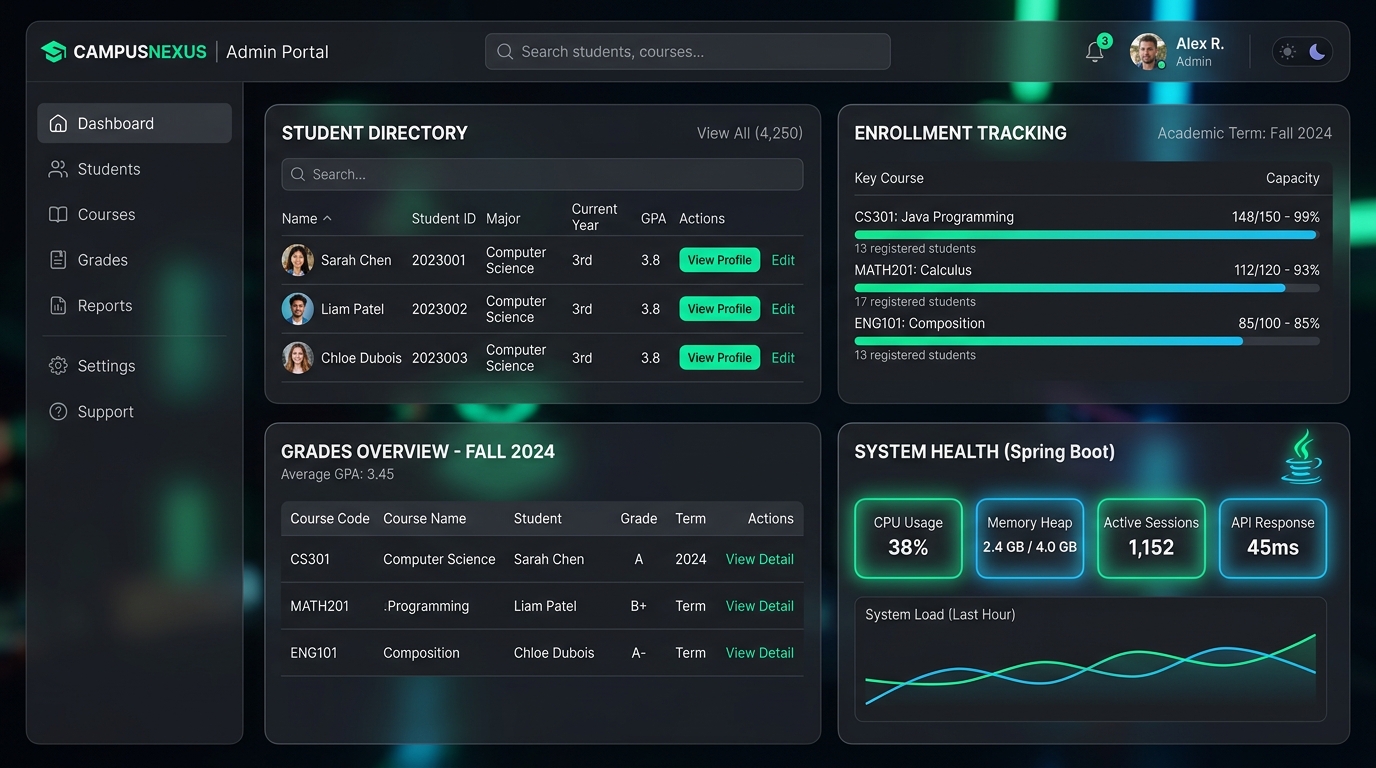 CAMPUSNEXUS Admin Portal
Search students, courses...
3
Alex R.
Admin
Dashboard
Students
Courses
Grades
Reports
Settings
Support
STUDENT DIRECTORY View All (4,250)
Search...
Name Student ID Major Current Year GPA Actions
Sarah Chen 2023001 Computer Science 3rd 3.8 View Profile Edit
Liam Patel 2023002 Computer Science 3rd 3.8 View Profile Edit
Chloe Dubois 2023003 Computer Science 3rd 3.8 View Profile Edit
ENROLLMENT TRACKING Academic Term: Fall 2024
Key Course Capacity
CS301: Java Programming 148/150 - 99%
13 registered students
MATH201: Calculus 112/120 - 93%
17 registered students
ENG101: Composition 85/100 - 85%
13 registered students
GRADES OVERVIEW - FALL 2024
Average GPA: 3.45
Course Code Course Name Student Grade Term Actions
CS301 Computer Science Sarah Chen A 2024 View Detail
MATH201 .Programming Liam Patel B+ Term View Detail
ENG101 Composition Chloe Dubois A- Term View Detail
SYSTEM HEALTH (Spring Boot)
CPU Usage
38%
Memory Heap
2.4 GB / 4.0 GB
Active Sessions
1,152
API Response
45ms
System Load (Last Hour)